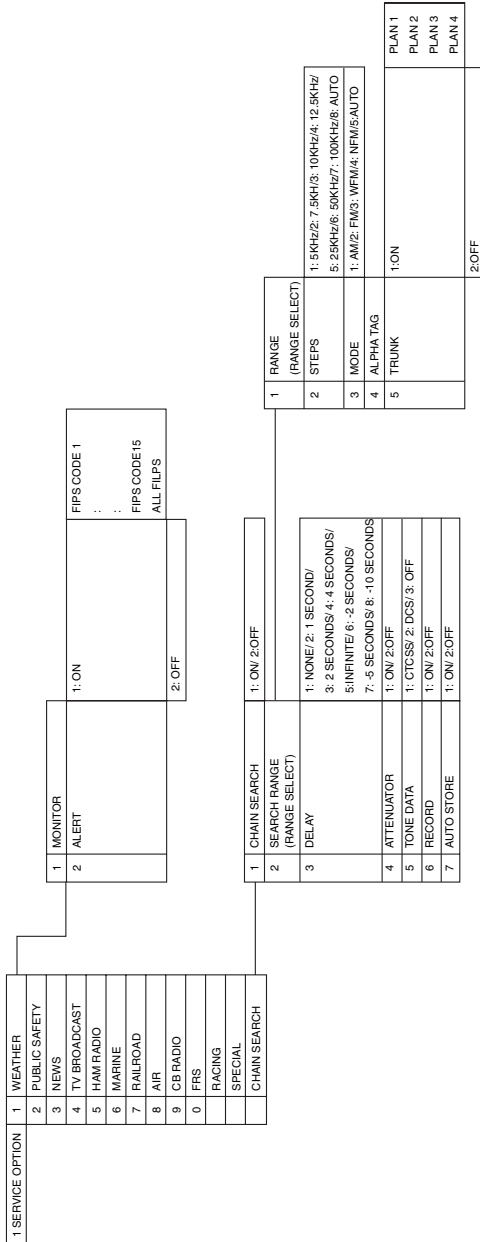 1 SERVICE OPTION
1 WEATHER
2 PUBLIC SAFETY
3 NEWS
4 TV BROADCAST
5 HAM RADIO
6 MARINE
7 RAILROAD
8 AIR
9 CB RADIO
0 FRS
RACING
SPECIAL
CHAIN SEARCH
1 MONITOR
2 ALERT
1: ON
FIPS CODE 1
:
:
FIPS CODE15
ALL FILPS
2: OFF
1 CHAIN SEARCH 1: ON/ 2:OFF
2 SEARCH RANGE
(RANGE SELECT)
3 DELAY 1: NONE/ 2: 1 SECOND/
3: 2 SECONDS/ 4: 4 SECONDS/
5:INFINITE/ 6: -2 SECONDS/
7: -5 SECONDS/ 8: -10 SECONDS
4 ATTENUATOR 1: ON/ 2:OFF
5 TONE DATA 1: CTCSS/ 2: DCS/ 3: OFF
6 RECORD 1: ON/ 2:OFF
7 AUTO STORE 1: ON/ 2:OFF
1 RANGE
(RANGE SELECT)
2 STEPS 1: 5KHz/2: 7.5KH/3: 10KHz/4: 12.5KHz/
5: 25KHz/6: 50KHz/7: 100KHz/8: AUTO
3 MODE 1: AM/2: FM/3: WFM/4: NFM/5:AUTO
4 ALPHA TAG
5 TRUNK 1:ON PLAN 1
PLAN 2
PLAN 3
PLAN 4
2:OFF